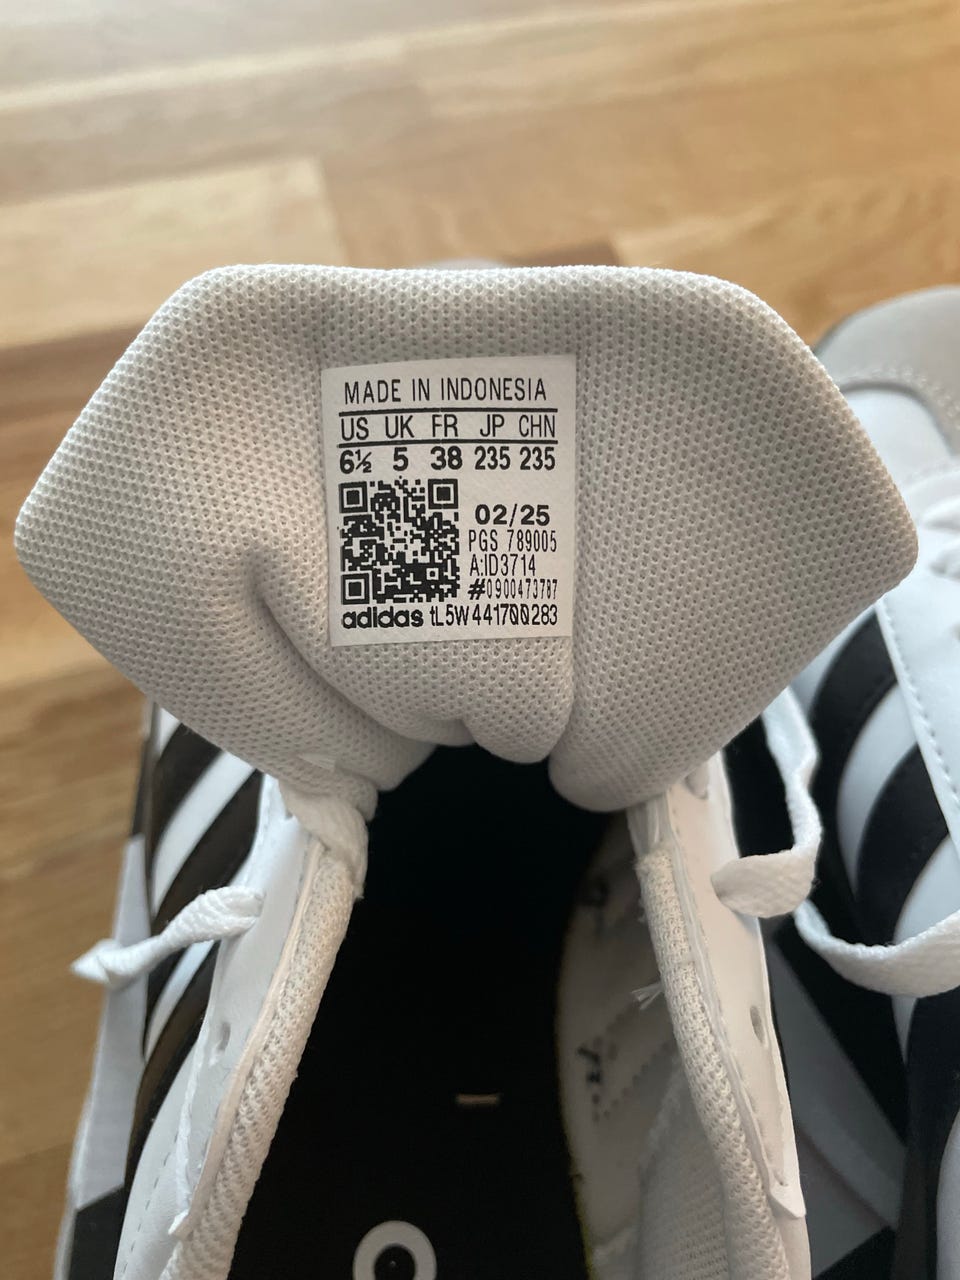 MADE IN INDONESIA
US UK FR JP CHN
6½ 5 38 235 235
02/25
PGS 789005
A:ID3714
#0900473787
adidas tL5W441700283